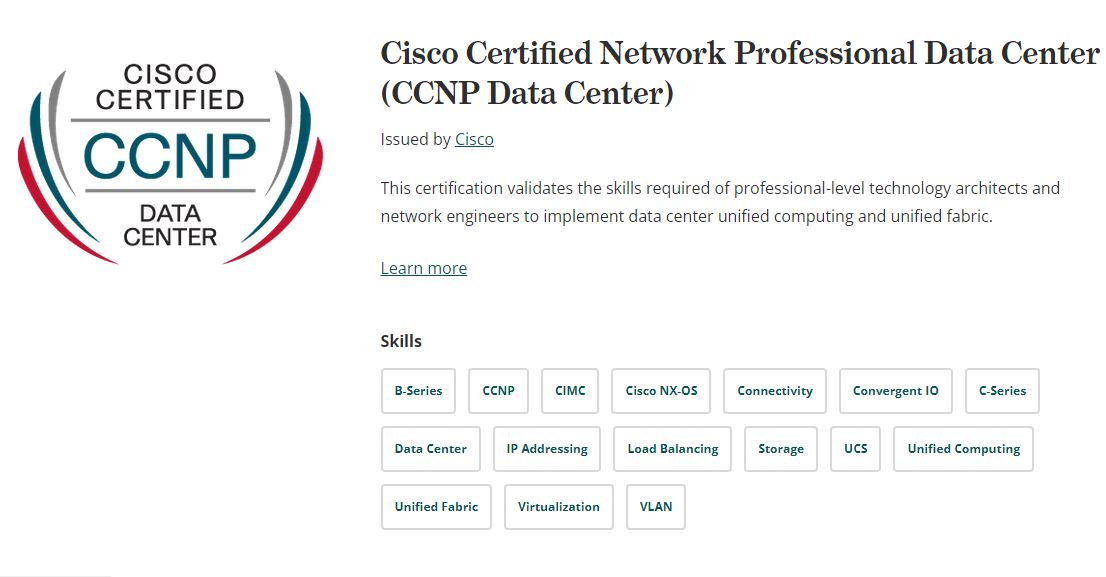 CISCO
CERTIFIED
CCNP
DATA
CENTER
Cisco Certified Network Professional Data Center
(CCNP Data Center)
Issued by Cisco
This certification validates the skills required of professional-level technology architects and
network engineers to implement data center unified computing and unified fabric.
Learn more
Skills
B-Series CCNP CIMC Cisco NX-OS Connectivity Convergent IO C-Series
Data Center IP Addressing Load Balancing Storage UCS Unified Computing
Unified Fabric Virtualization VLAN